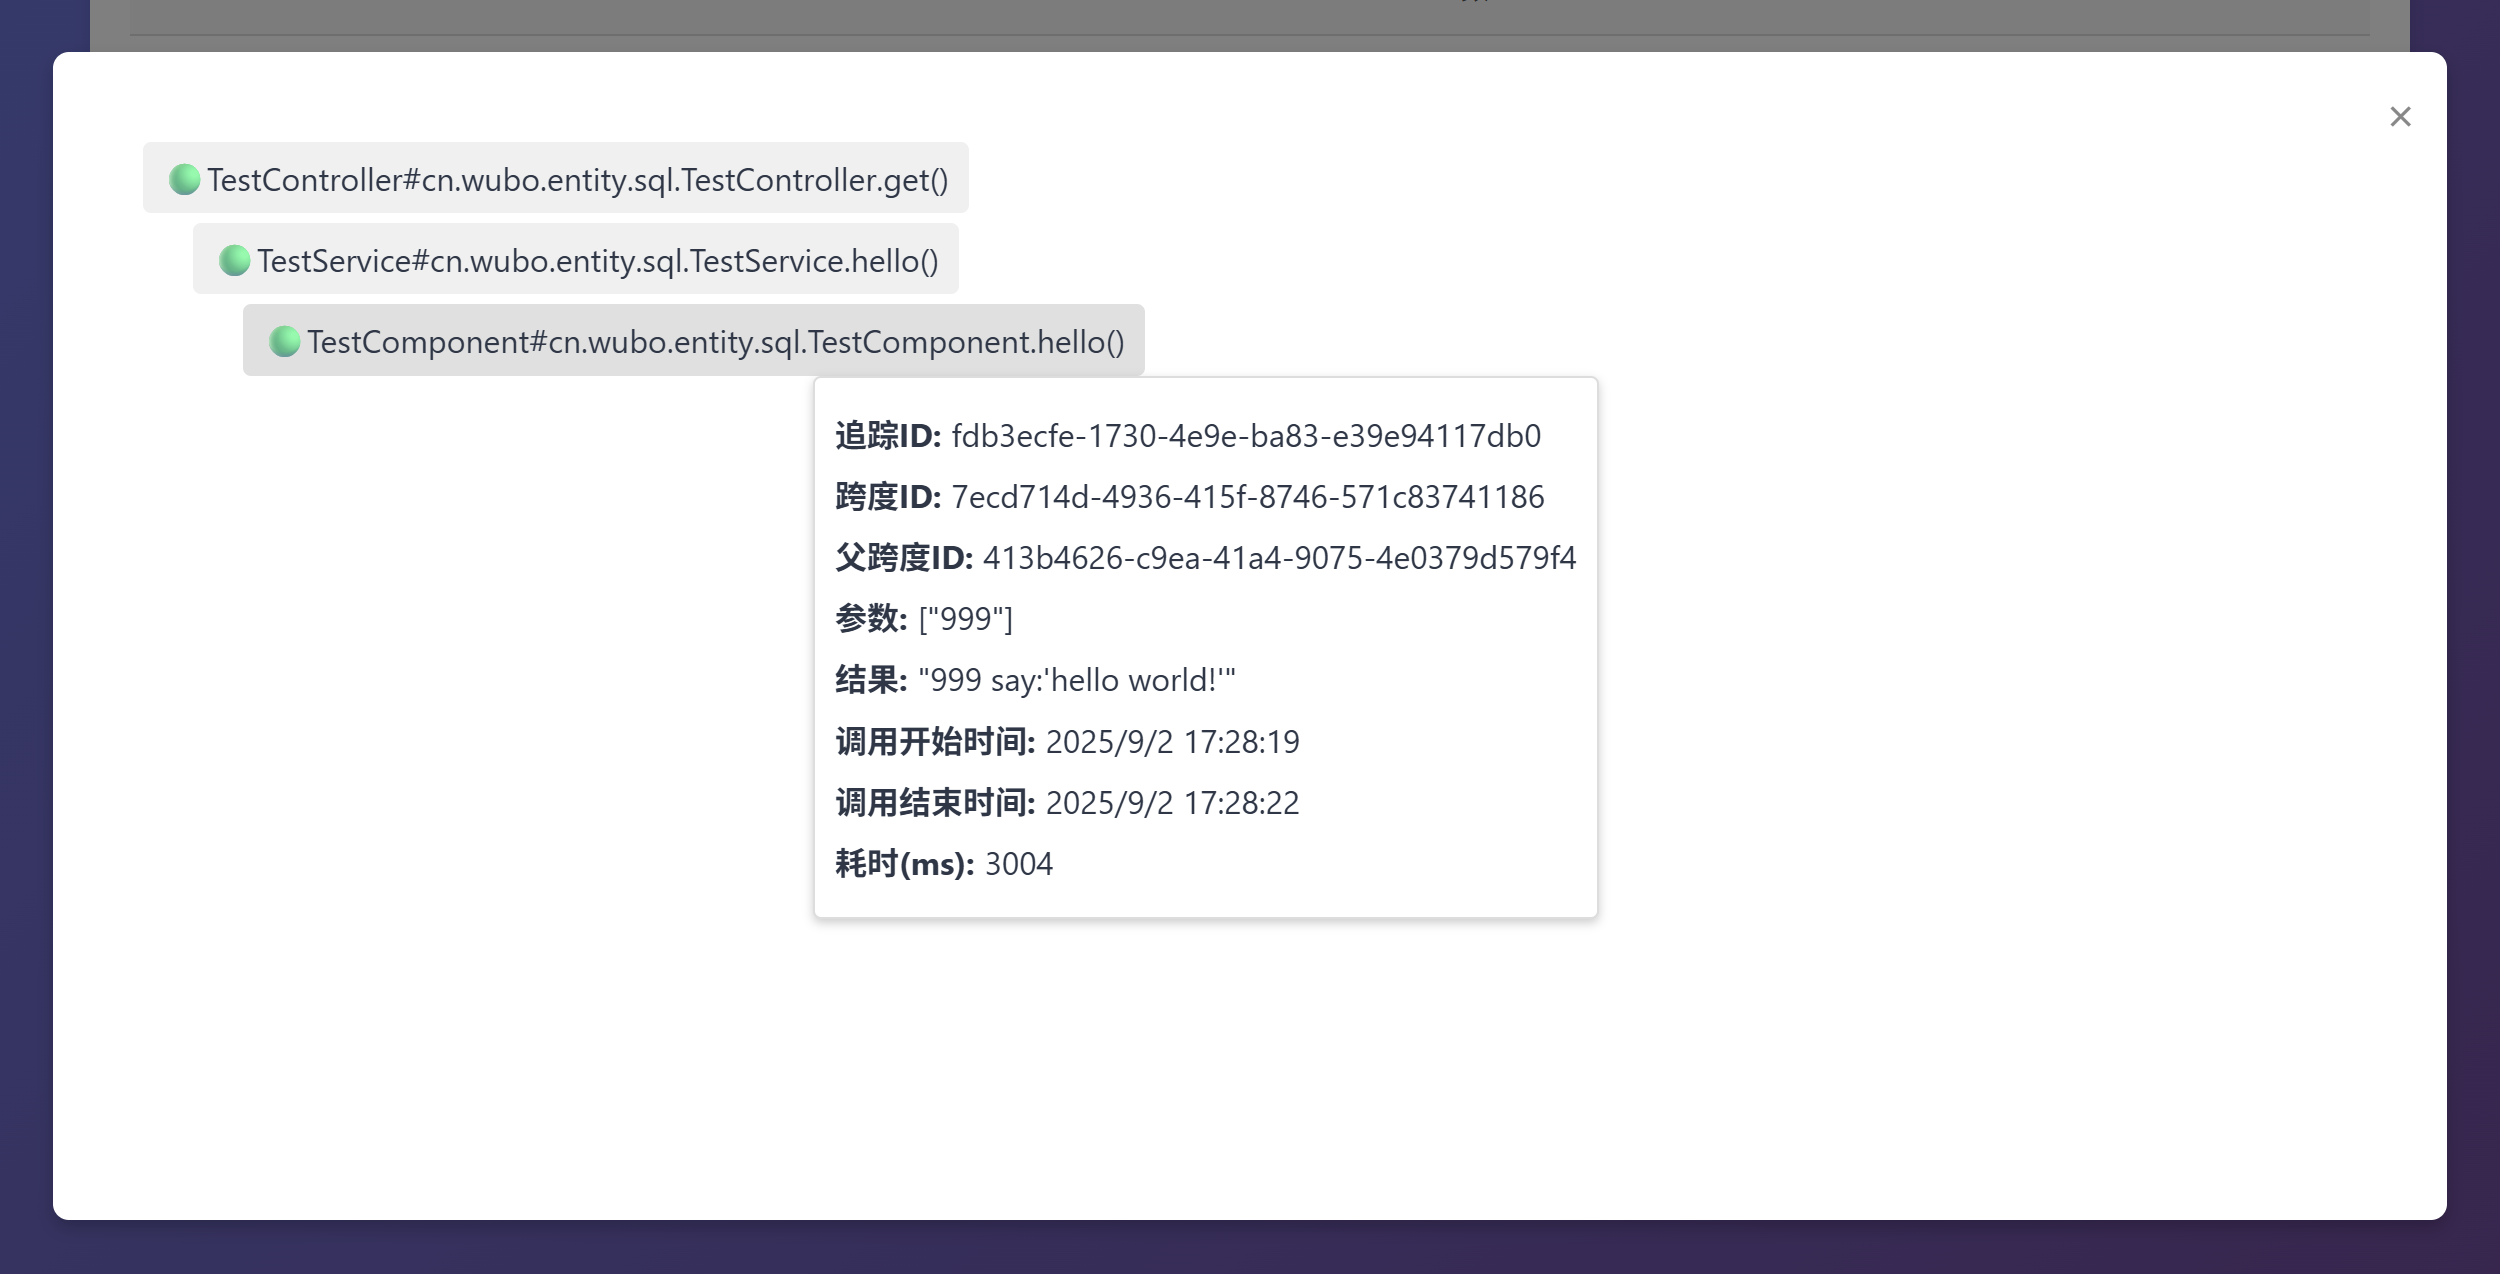 TestController#cn.wubo.entity.sql.TestController.get()
TestService#cn.wubo.entity.sql.TestService.hello()
TestComponent#cn.wubo.entity.sql.TestComponent.hello()
追踪ID: fdb3ecfe-1730-4e9e-ba83-e39e94117db0
跨度ID: 7ecd714d-4936-415f-8746-571c83741186
父跨度ID: 413b4626-c9ea-41a4-9075-4e0379d579f4
参数: ["999"]
结果: "999 say:'hello world!'"
调用开始时间: 2025/9/2 17:28:19
调用结束时间: 2025/9/2 17:28:22
耗时(ms): 3004